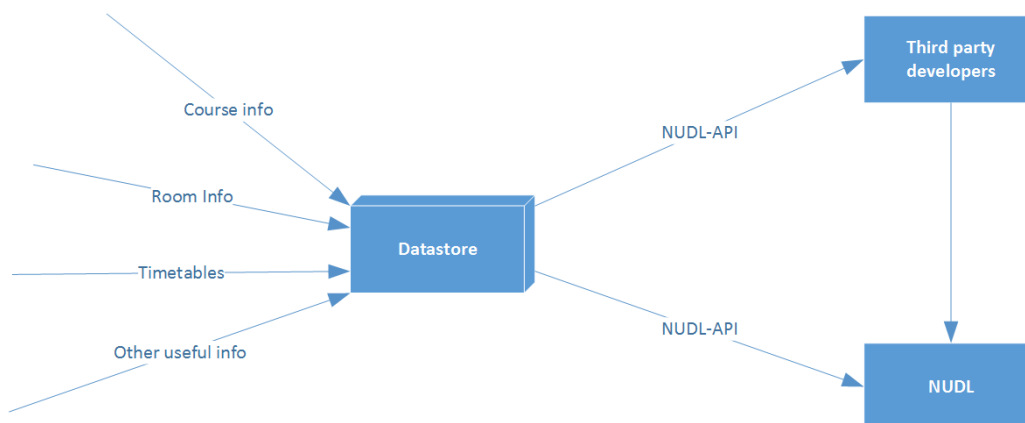 Third party
developers
Course info
NUDL-API
Room Info
Datastore
Timetables
NUDL-API
Other useful info
NUDL